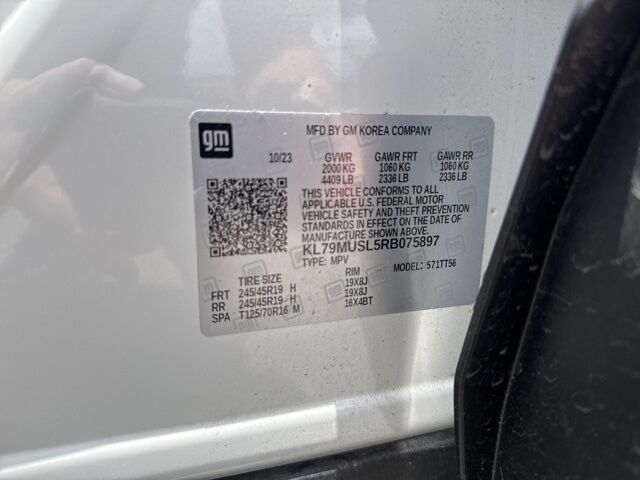 gm
MFD BY GM KOREA COMPANY
10/23 GVWR GAWR FRT GAWR RR
2000 KG 1060 KG 1060 KG
4409 LB 2336 LB 2336 LB
THIS VEHICLE CONFORMS TO ALL
APPLICABLE U.S. FEDERAL MOTOR
VEHICLE SAFETY AND THEFT PREVENTION
STANDARDS IN EFFECT ON THE DATE OF
MANUFACTURE SHOWN ABOVE.
KL79MUSL5RB075897
TYPE: MPV MODEL: 571TT56
TIRE SIZE RIM
FRT 245/45R19 H 19X8J
RR 245/45R19 H 19X8J
SPA T125/70R16 M 16X4BT